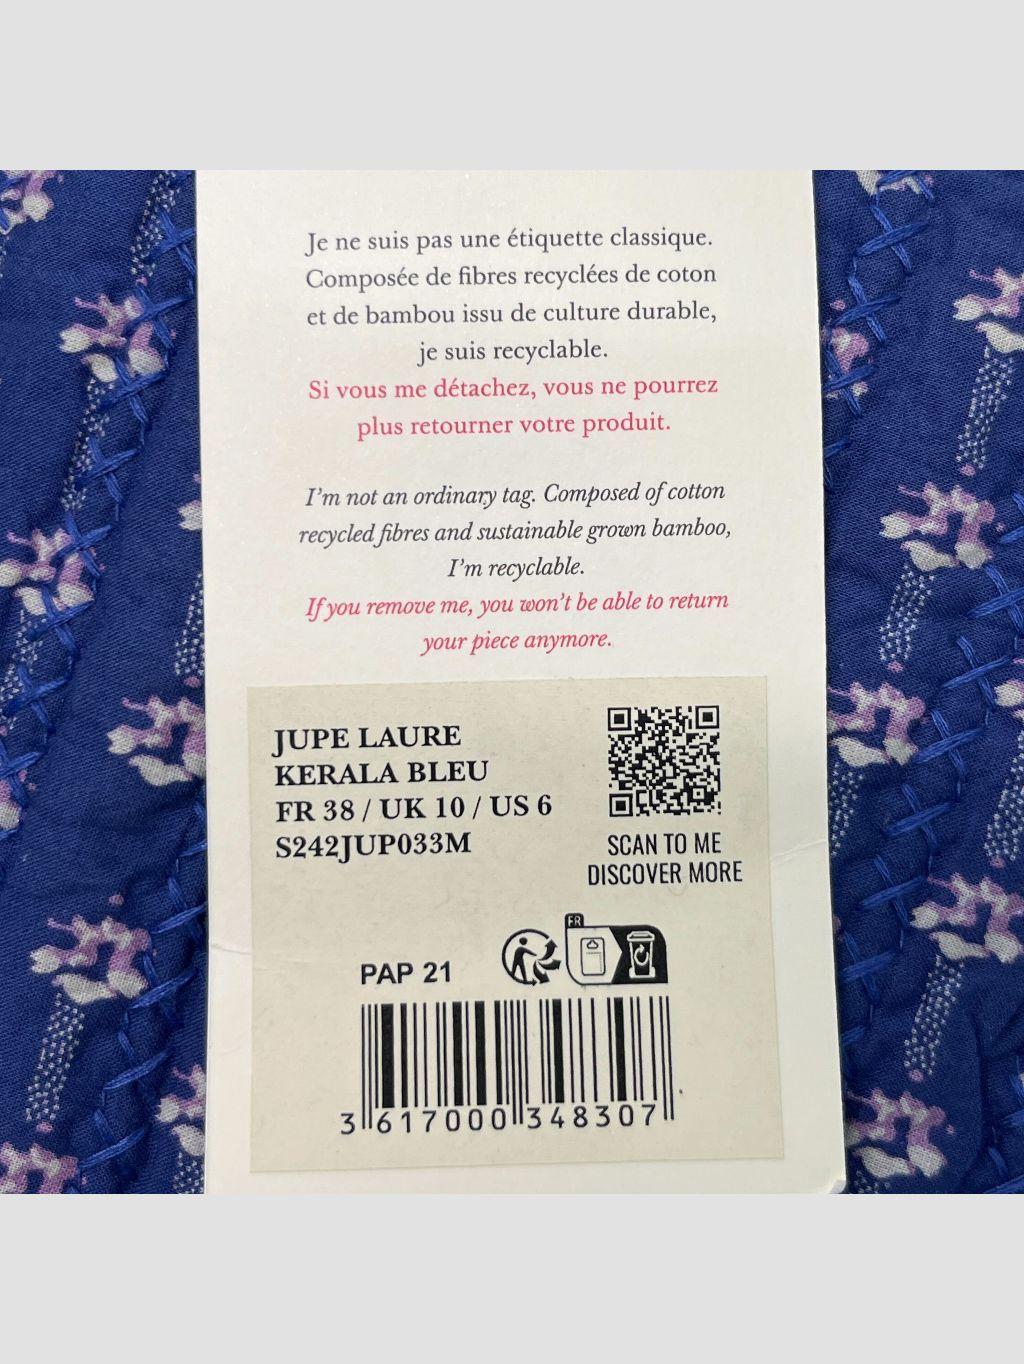 Je ne suis pas une étiquette classique.
Composée de fibres recyclées de coton
et de bambou issu de culture durable,
je suis recyclable.
Si vous me détachez, vous ne pourrez
plus retourner votre produit.
I'm not an ordinary tag. Composed of cotton
recycled fibres and sustainable grown bamboo,
I'm recyclable.
If you remove me, you won't be able to return
your piece anymore.
JUPE LAURE
KERALA BLEU
FR 38 / UK 10 / US 6
S242JUP033M
SCAN TO ME
DISCOVER MORE
FR
PAP 21
3 617000 348307